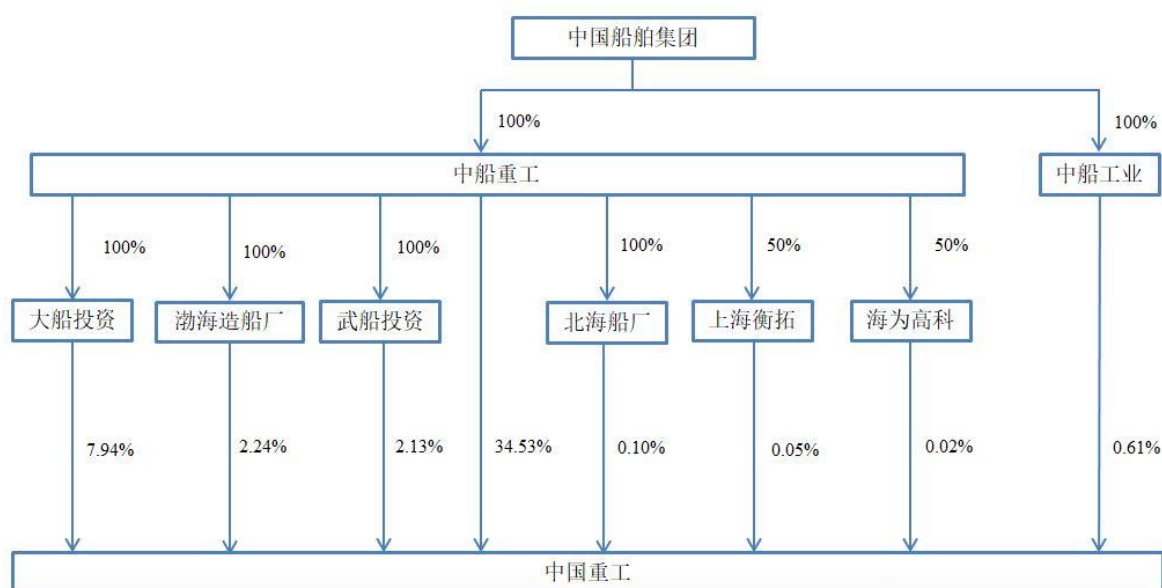 中国船舶集团
100%
100%
中船重工
中船工业
100%
100%
100%
100%
50%
50%
大船投资
渤海造船厂
武船投资
北海船厂
上海衡拓
海为高科
7.94%
2.24%
2.13%
34.53%
0.10%
0.05%
0.02%
0.61%
中国重工